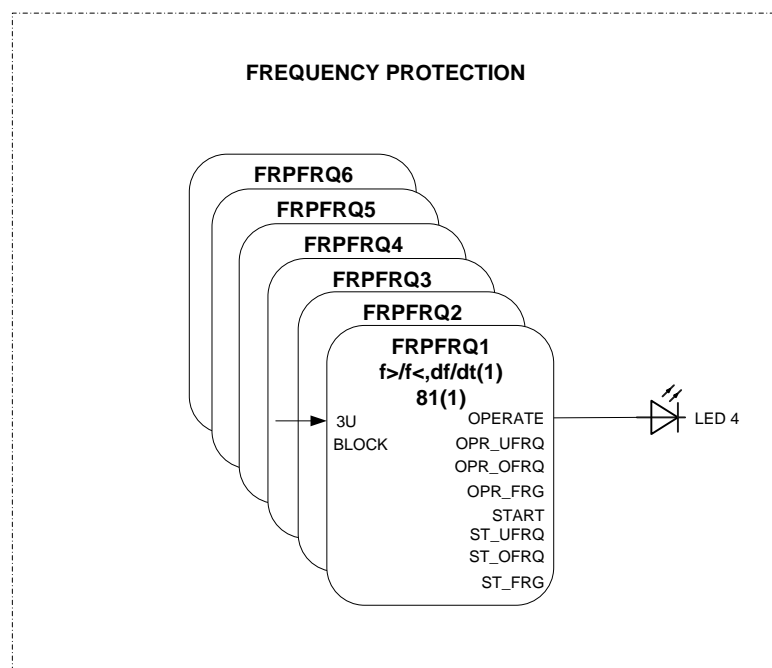 FREQUENCY PROTECTION
FRPFRQ6
FRPFRQ5
FRPFRQ4
FRPFRQ3
FRPFRQ2
FRPFRQ1
f>/f<,df/dt(1)
81(1)
3U
BLOCK
OPERATE
OPR_UFRQ
OPR_OFRQ
OPR_FRG
START
ST_UFRQ
ST_OFRQ
ST_FRG
LED 4